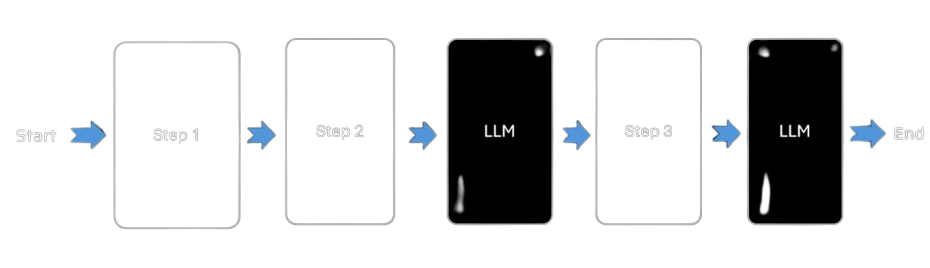 Start
Step 1
Step 2
LLM
Step 3
LLM
End